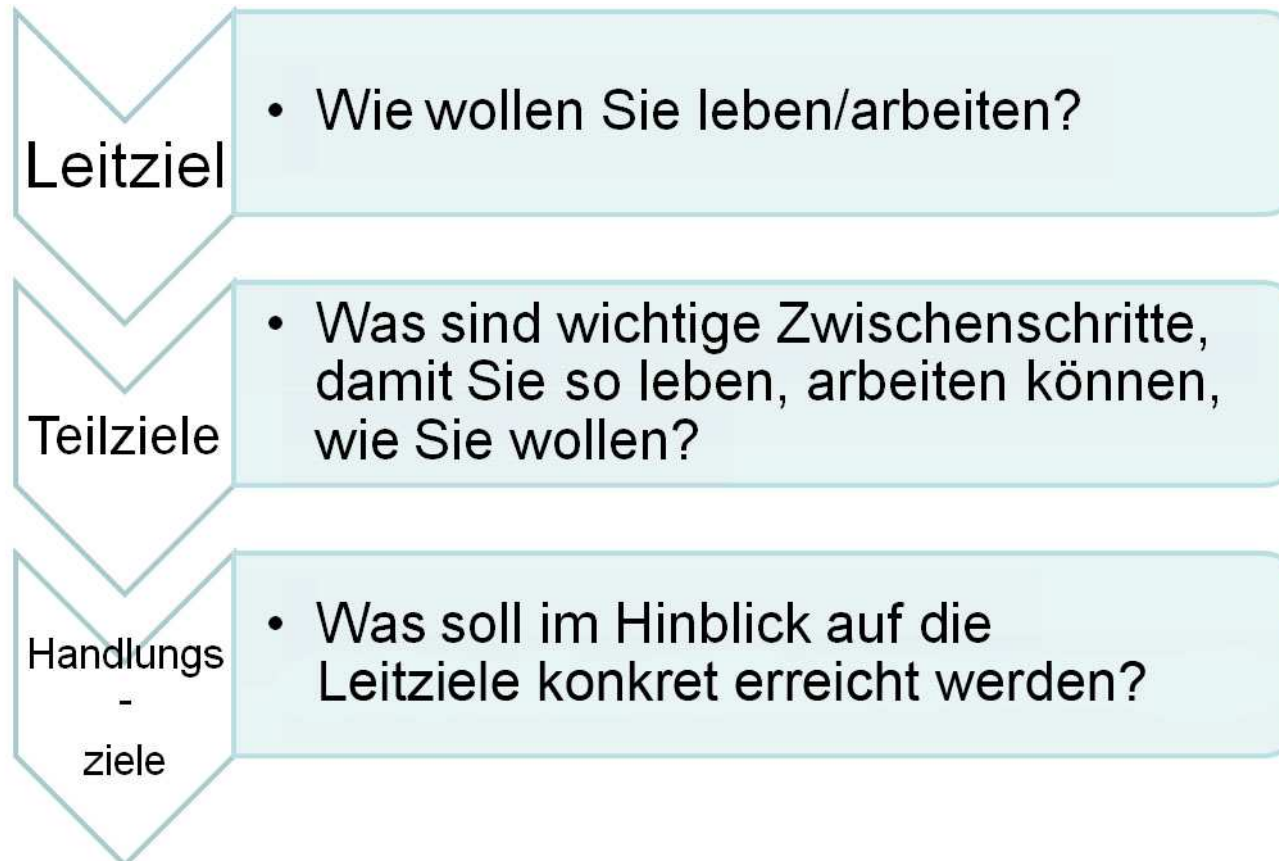 Leitziel
• Wie wollen Sie leben/arbeiten?
Teilziele
• Was sind wichtige Zwischenschritte,
damit Sie so leben, arbeiten können,
wie Sie wollen?
Handlungs
-
ziele
• Was soll im Hinblick auf die
Leitziele konkret erreicht werden?